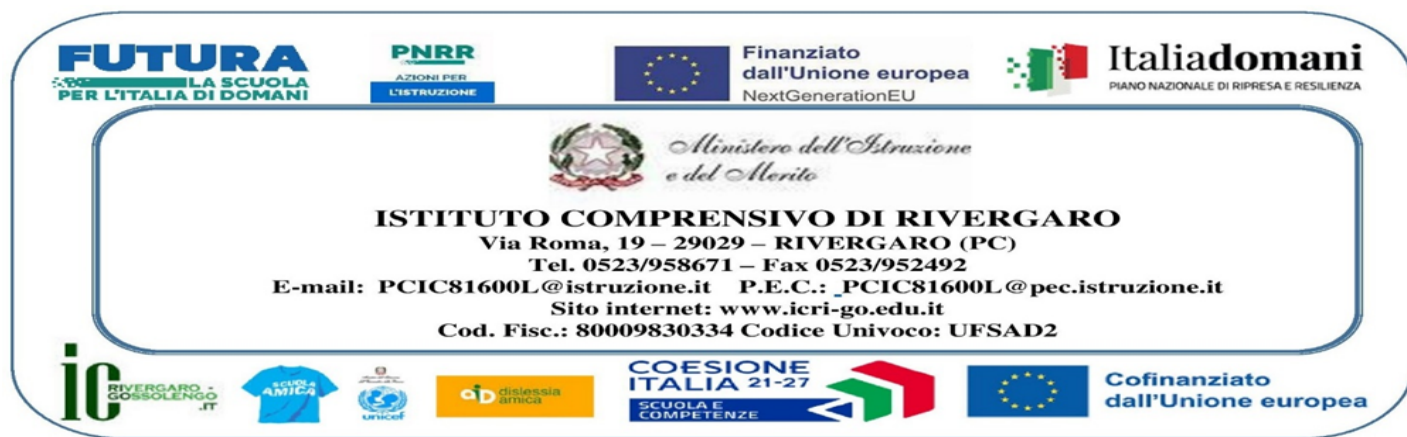 FUTURA
LA SCUOLA
PER L'ITALIA DI DOMANI
PNRR
AZIONI PER
L'ISTRUZIONE
Finanziato
dall'Unione europea
NextGenerationEU
Italiadomani
PIANO NAZIONALE DI RIPRESA E RESILIENZA
Ministero dell'Istruzione
e del Merito
ISTITUTO COMPRENSIVO DI RIVERGARO
Via Roma, 19 – 29029 – RIVERGARO (PC)
Tel. 0523/958671 – Fax 0523/952492
E-mail: PCIC81600L@istruzione.it P.E.C.: PCIC81600L@pec.istruzione.it
Sito internet: www.icri-go.edu.it
Cod. Fisc.: 80009830334 Codice Univoco: UFSAD2
ic
RIVERGARO -
GOSSOLENGO
.IT
SCUOLA
AMICA
unicef
aid
dislessia
amica
COESIONE
ITALIA 21-27
SCUOLA E
COMPETENZE
Cofinanziato
dall'Unione europea